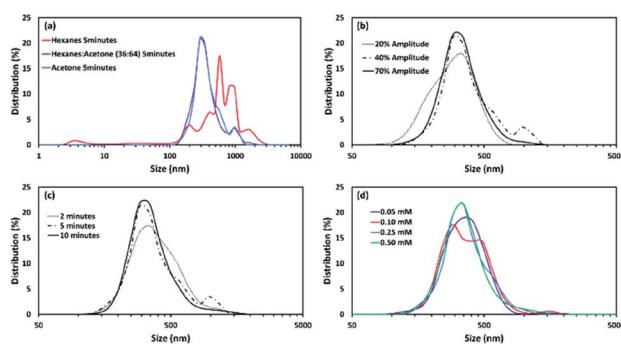 (a)
Hexanes 5minutes
Hexanes:Acetone (36:64) 5minutes
Acetone 5minutes
Distribution (%)
25
20
15
10
5
0
1 10 100 1000 10000
Size (nm)
(b)
20% Amplitude
40% Amplitude
70% Amplitude
Distribution (%)
25
20
15
10
5
0
50 500 500
Size (nm)
(c)
2 minutes
5 minutes
10 minutes
Distribution (%)
25
20
15
10
5
0
50 500 5000
Size (nm)
(d)
0.05 mM
0.10 mM
0.25 mM
0.50 mM
Distribution (%)
25
20
15
10
5
0
50 500 500
Size (nm)